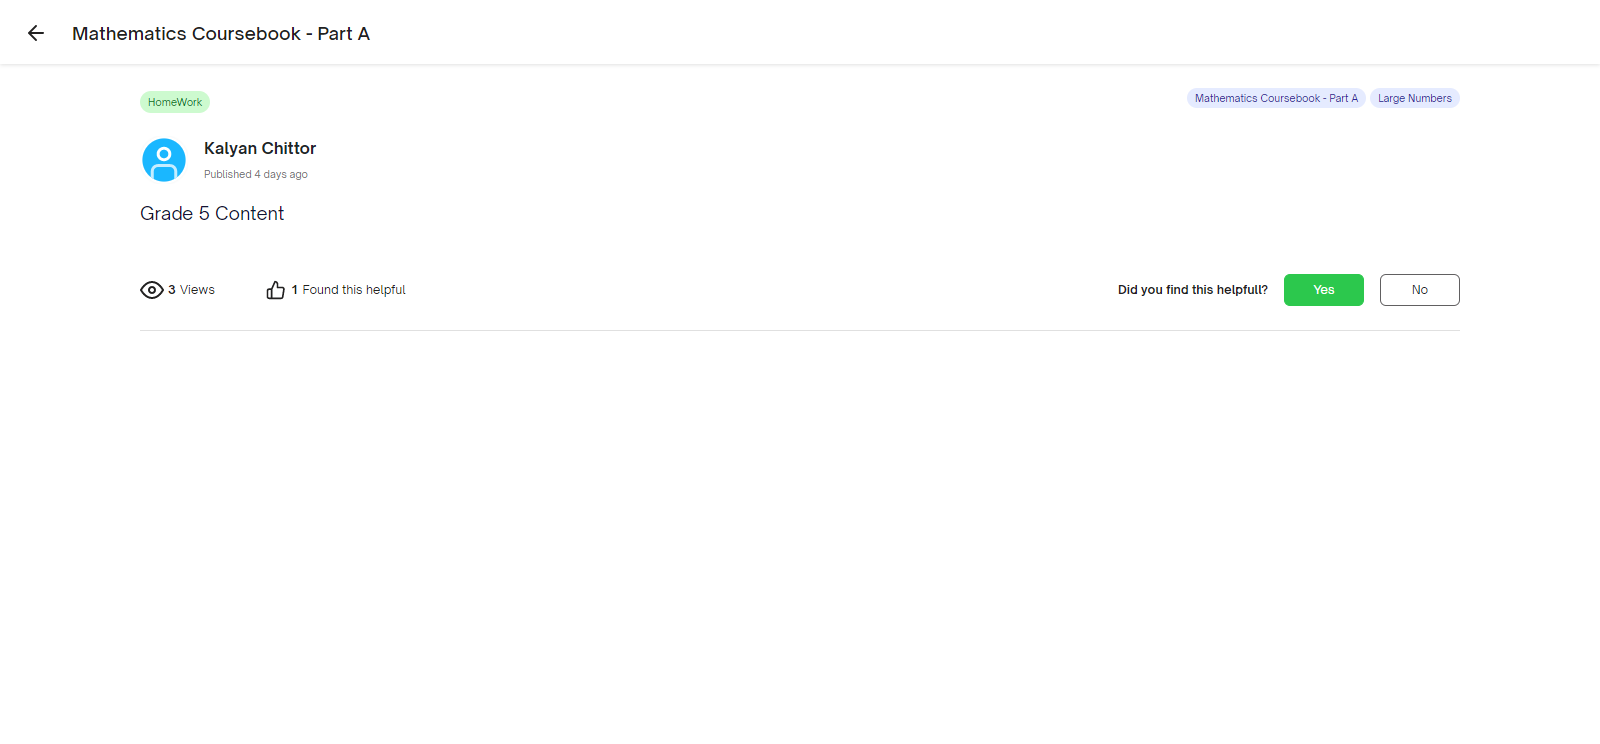 Mathematics Coursebook - Part A
HomeWork
Mathematics Coursebook - Part A
Large Numbers
Kalyan Chittor
Published 4 days ago
Grade 5 Content
3 Views
1 Found this helpful
Did you find this helpfull?
Yes
No